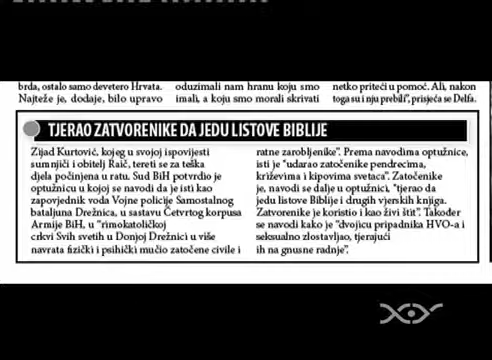 brda, ostalo samo devetero Hrvata.
Najteže je, dodaje, bilo upravo
oduzimali nam hranu koju smo
imali, a koju smo morali skrivati
netko priteći u pomoć. Ali, nakon
toga su i nju prebili", prisjeća se Delfa.
TJERAO ZATVORENIKE DA JEDU LISTOVE BIBLIJE
Zijad Kurtović, kojeg u svojoj ispovijesti
sumnjiči i obitelj Raič, tereti se za teška
djela počinjena u ratu. Sud BiH potvrdio je
optužnicu u kojoj se navodi da je isti kao
zapovjednik voda Vojne policije Samostalnog
bataljuna Drežnica, u sastavu Četvrtog korpusa
Armije BiH, u "rimokatoličkoj
crkvi Svih svetih u Donjoj Drežnici u više
navrata fizički i psihički mučio zatočene civile i
ratne zarobljenike". Prema navodima optužnice,
isti je "udarao zatočenike pendrecima,
križevima i kipovima svetaca". Zatočenike
je, navodi se dalje u optužnici, "tjerao da
jedu listove Biblije i drugih vjerskih knjiga.
Zatvorenike je koristio i kao živi štit". Također
se navodi kako je "dvojicu pripadnika HVO-a i
seksualno zlostavljao, tjerajući
ih na gnusne radnje".